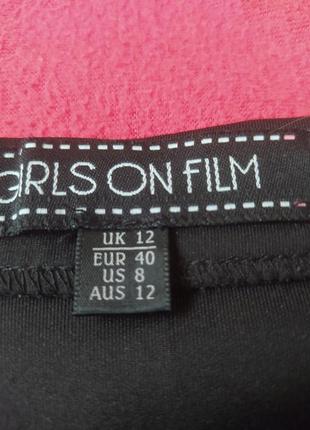 GIRLS ON FILM
UK 12
EUR 40
US 8
AUS 12